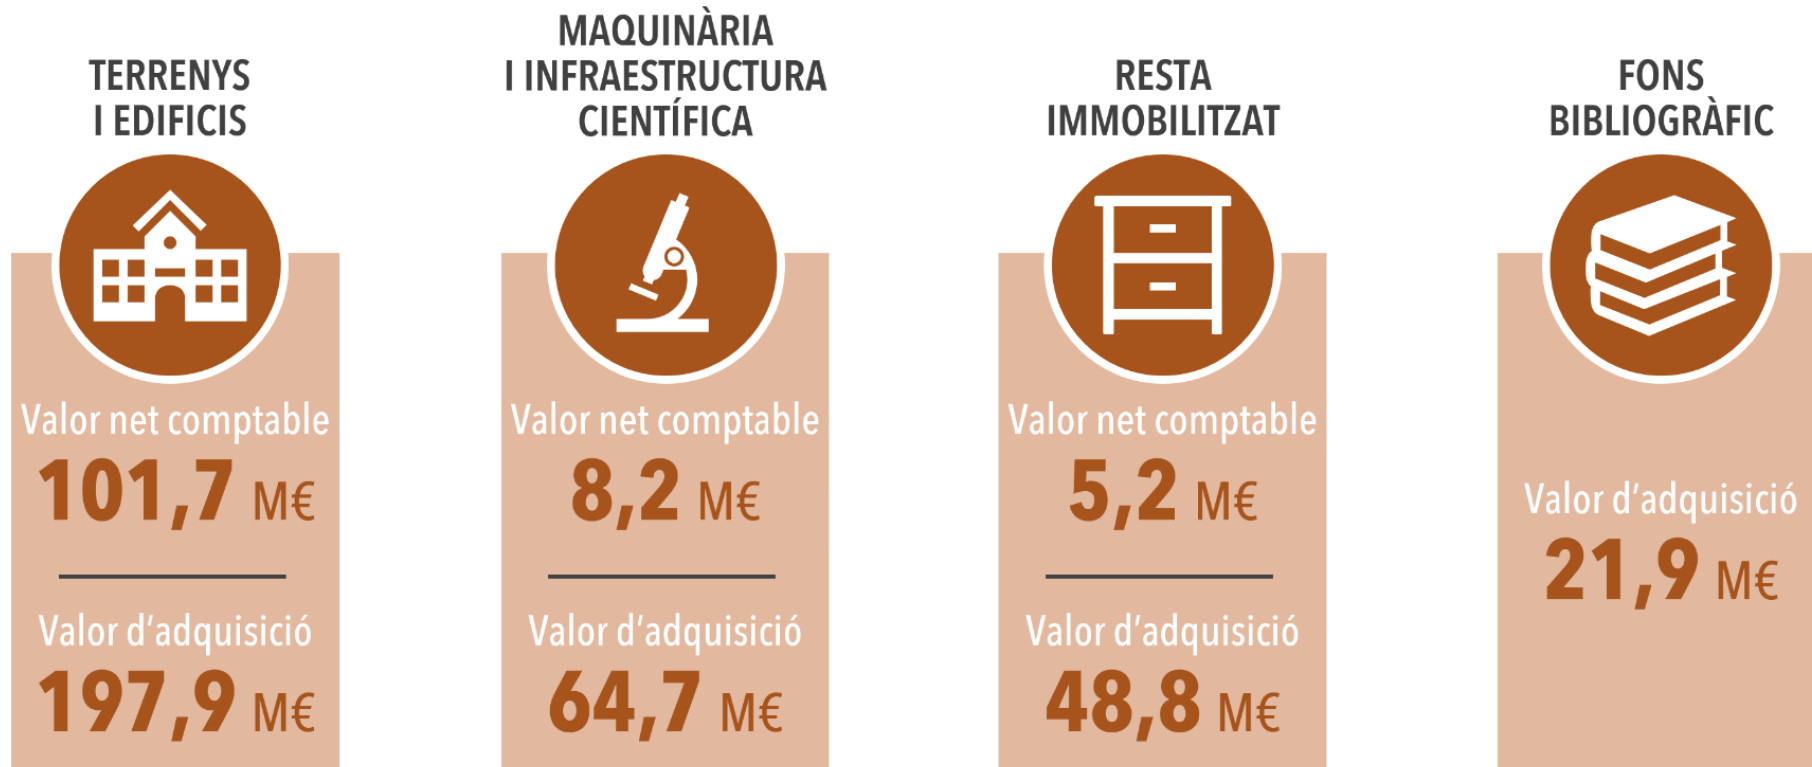 TERRENYS
I EDIFICIS
Valor net comptable
101,7 M€
Valor d’adquisició
197,9 M€
MAQUINÀRIA
I INFRAESTRUCTURA
CIENTÍFICA
Valor net comptable
8,2 M€
Valor d’adquisició
64,7 M€
RESTA
IMMOBILITZAT
Valor net comptable
5,2 M€
Valor d’adquisició
48,8 M€
FONS
BIBLIOGRÀFIC
Valor d’adquisició
21,9 M€